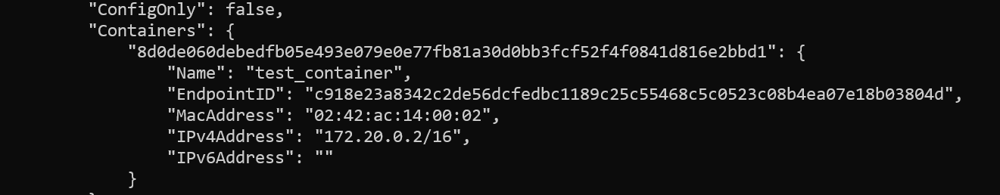 "ConfigOnly": false,
"Containers": {
"8d0de060debedfb05e493e079e0e77fb81a30d0bb3fcf52f4f0841d816e2bbd1": {
"Name": "test_container",
"EndpointID": "c918e23a8342c2de56dcfedbc1189c25c55468c5c0523c08b4ea07e18b03804d",
"MacAddress": "02:42:ac:14:00:02",
"IPv4Address": "172.20.0.2/16",
"IPv6Address": ""
}